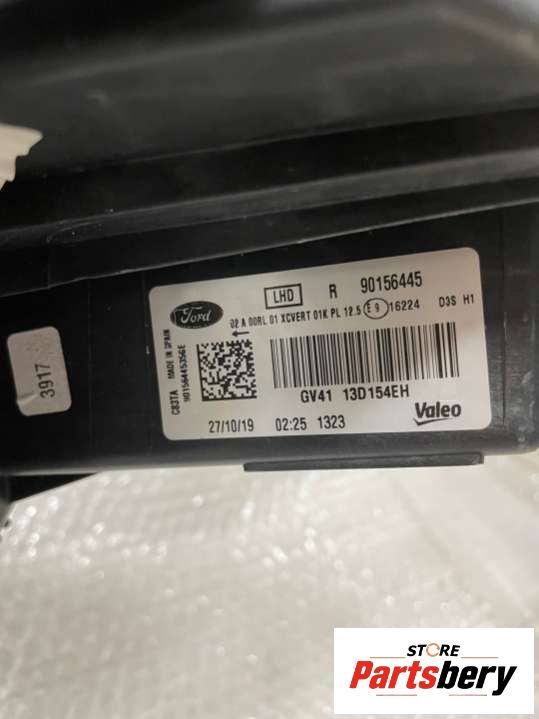 Ford
LHD R 90156445
02 A 00RL 01 XCVERT 01K PL 12.5 E9 16224 D3S H1
C83TA MADE IN SPAIN
GV41 13D154EH
27/10/19 02:25 1323
Valeo
3917
STORE
Partsbery